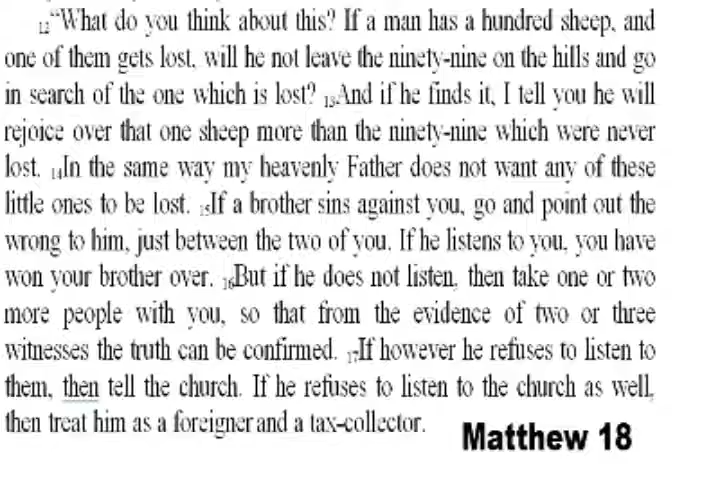 12“What do you think about this? If a man has a hundred sheep, and
one of them gets lost, will he not leave the ninety-nine on the hills and go
in search of the one which is lost? 13And if he finds it, I tell you he will
rejoice over that one sheep more than the ninety-nine which were never
lost. 14In the same way my heavenly Father does not want any of these
little ones to be lost. 15If a brother sins against you, go and point out the
wrong to him, just between the two of you. If he listens to you, you have
won your brother over. 16But if he does not listen, then take one or two
more people with you, so that from the evidence of two or three
witnesses the truth can be confirmed. 17If however he refuses to listen to
them, then tell the church. If he refuses to listen to the church as well,
then treat him as a foreigner and a tax-collector.
Matthew 18